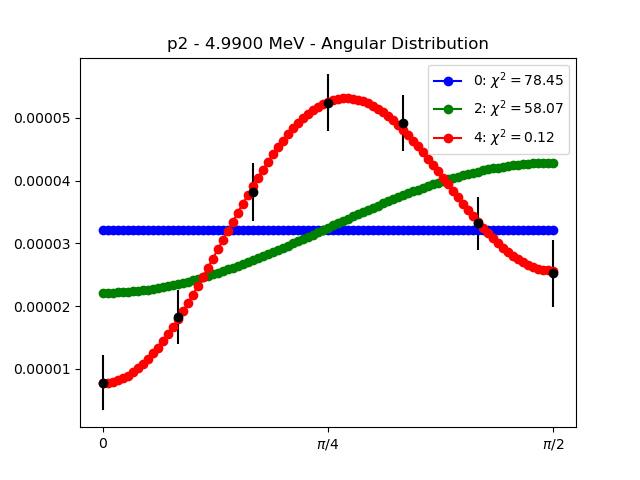 p2 - 4.9900 MeV - Angular Distribution
0: χ² = 78.45
2: χ² = 58.07
4: χ² = 0.12
0.00005
0.00004
0.00003
0.00002
0.00001
0
π/4
π/2